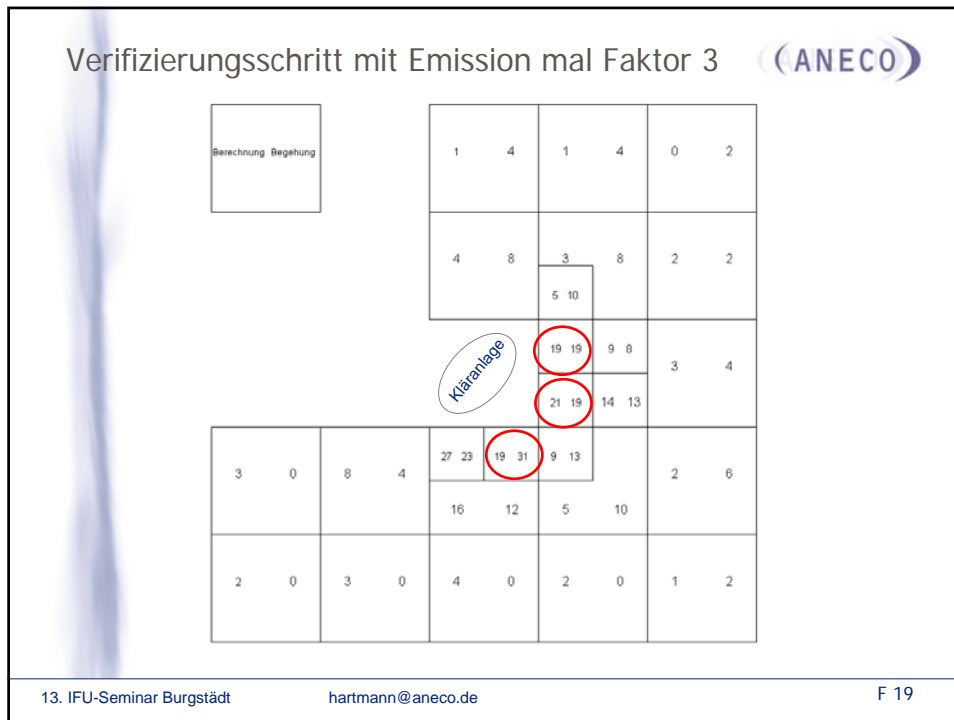 Verifizierungsschritt mit Emission mal Faktor 3
(ANECO)
Berechnung Begehung
1 4 1 4 0 2
4 8 3 8 2 2
5 10
19 19 9 8
3 4
Kläranlage
21 19 14 13
27 23 19 31 9 13
3 0 8 4 2 6
16 12 5 10
2 0 3 0 4 0 2 0 1 2
13. IFU-Seminar Burgstädt hartmann@aneco.de F 19